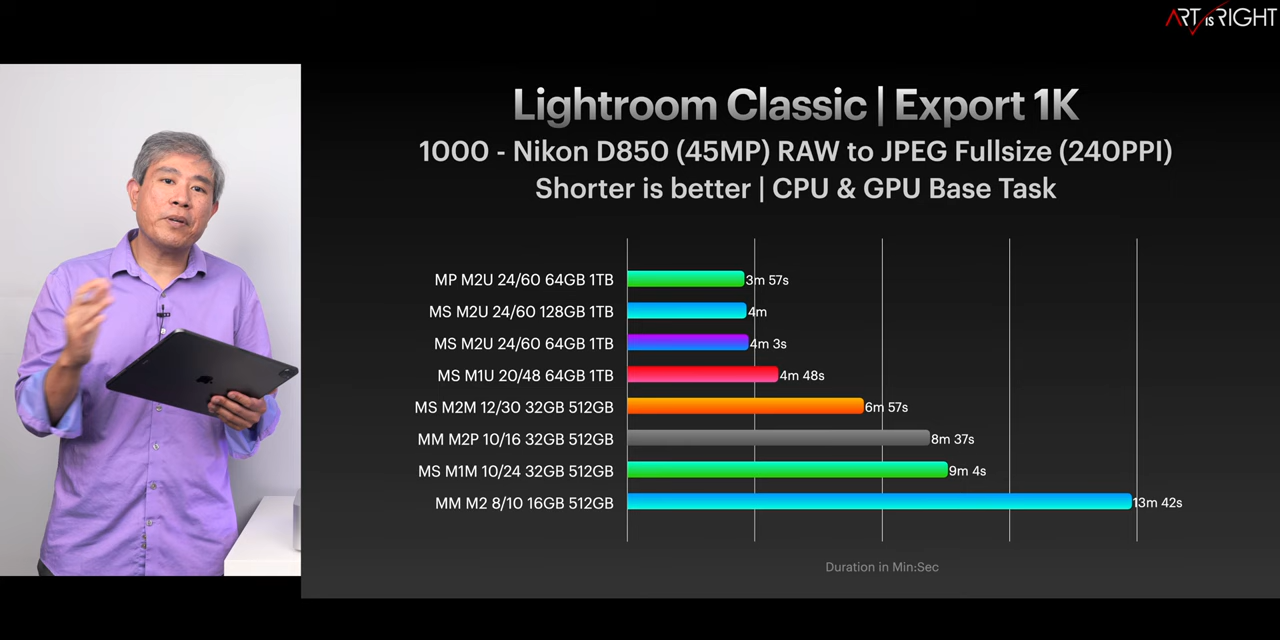 ART IS RIGHT
Lightroom Classic | Export 1K
1000 - Nikon D850 (45MP) RAW to JPEG Fullsize (240PPI)
Shorter is better | CPU & GPU Base Task
MP M2U 24/60 64GB 1TB 3m 57s
MS M2U 24/60 128GB 1TB 4m
MS M2U 24/60 64GB 1TB 4m 3s
MS M1U 20/48 64GB 1TB 4m 48s
MS M2M 12/30 32GB 512GB 6m 57s
MM M2P 10/16 32GB 512GB 8m 37s
MS M1M 10/24 32GB 512GB 9m 4s
MM M2 8/10 16GB 512GB 13m 42s
Duration in Min:Sec